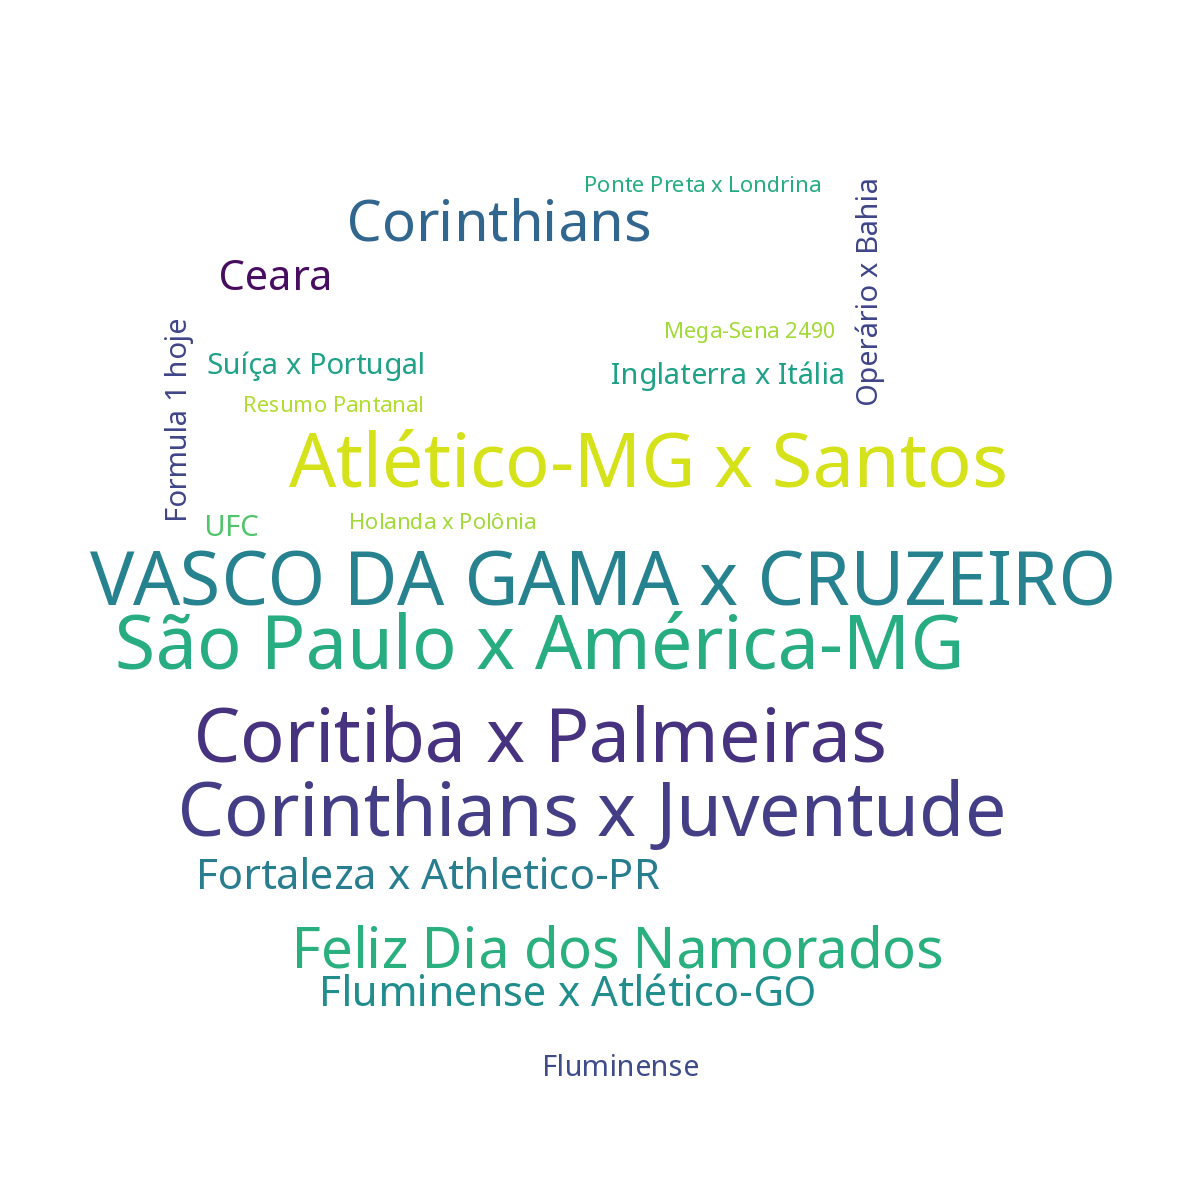 Ponte Preta x Londrina
Corinthians
Operário x Bahia
Ceara
Formula 1 hoje
Mega-Sena 2490
Suíça x Portugal
Inglaterra x Itália
Resumo Pantanal
Atlético-MG x Santos
UFC
Holanda x Polônia
VASCO DA GAMA x CRUZEIRO
São Paulo x América-MG
Coritiba x Palmeiras
Corinthians x Juventude
Fortaleza x Athletico-PR
Feliz Dia dos Namorados
Fluminense x Atlético-GO
Fluminense